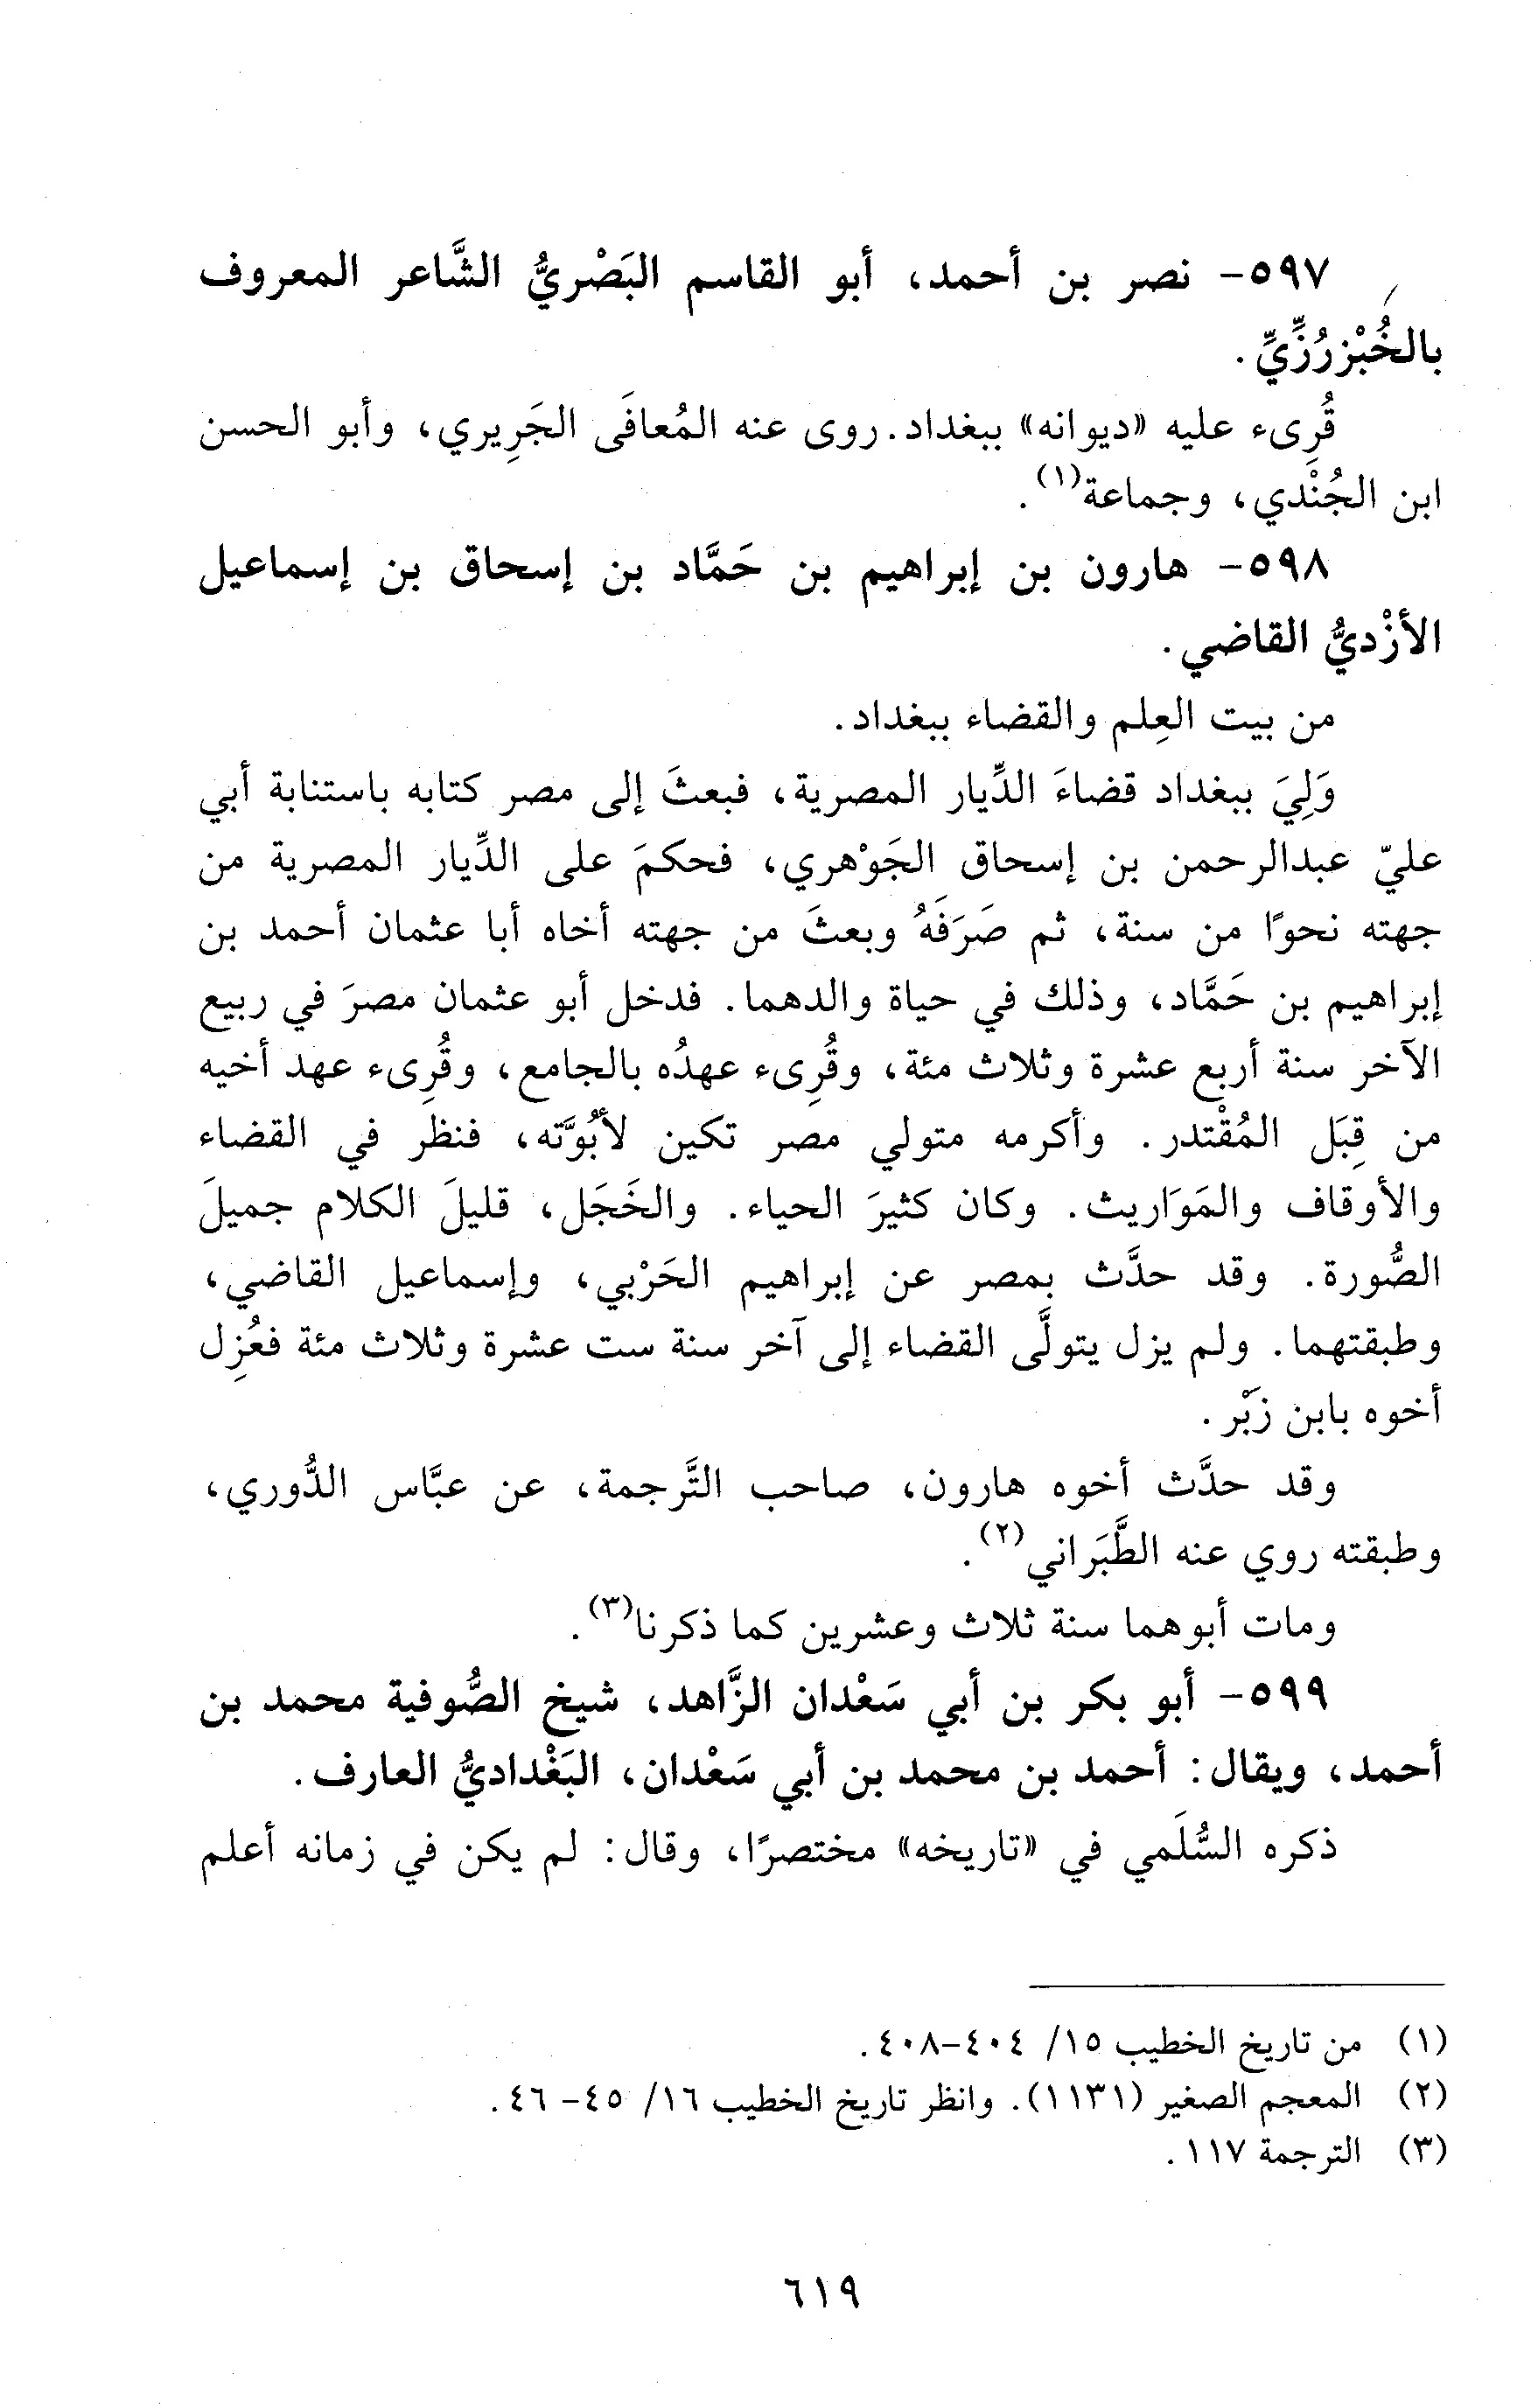 ٥٩٧- نصر بن أحمد، أبو القاسم البَصْريُّ الشَّاعر المعروف
بالخُبْزرُزِّيِّ.
قُرِىء عليه «ديوانه» ببغداد. روى عنه المُعافَى الجَرِيري، وأبو الحسن
ابن الجُنْدي، وجماعة(١).
٥٩٨- هارون بن إبراهيم بن حَمَّاد بن إسحاق بن إسماعيل
الأزْديُّ القاضي.
من بيت العِلم والقضاء ببغداد.
وَلِيَ ببغداد قضاءَ الدِّيار المصرية، فبعثَ إلى مصر كتابه باستنابة أبي
عليّ عبدالرحمن بن إسحاق الجَوْهري، فحكمَ على الدِّيار المصرية من
جهته نحوًا من سنة، ثم صَرَفَهُ وبعثَ من جهته أخاه أبا عثمان أحمد بن
إبراهيم بن حَمَّاد، وذلك في حياة والدهما. فدخل أبو عثمان مصرَ في ربيع
الآخر سنة أربع عشرة وثلاث مئة، وقُرِىء عهدُه بالجامع، وقُرِىء عهد أخيه
من قِبَل المُقْتدر. وأكرمه متولي مصر تكين لأبُوَّته، فنظر في القضاء
والأوقاف والمَوَاريث. وكان كثيرَ الحياء. والخَجَل، قليلَ الكلام جميلَ
الصُّورة. وقد حدَّث بمصر عن إبراهيم الحَرْبي، وإسماعيل القاضي،
وطبقتهما. ولم يزل يتولَّى القضاء إلى آخر سنة ست عشرة وثلاث مئة فعُزِل
أخوه بابن زَبْر.
وقد حدَّث أخوه هارون، صاحب التَّرجمة، عن عبَّاس الدُّوري،
وطبقته روي عنه الطَّبَراني(٢).
ومات أبوهما سنة ثلاث وعشرين كما ذكرنا(٣).
٥٩٩- أبو بكر بن أبي سَعْدان الزَّاهد، شيخ الصُّوفية محمد بن
أحمد، ويقال: أحمد بن محمد بن أبي سَعْدان، البَغْداديُّ العارف.
ذكره السُّلَمي في «تاريخه» مختصرًا، وقال: لم يكن في زمانه أعلم
(١) من تاريخ الخطيب ١٥/ ٤٠٤-٤٠٨.
(٢) المعجم الصغير (١١٣١). وانظر تاريخ الخطيب ١٦/ ٤٥- ٤٦.
(٣) الترجمة ١١٧.
٦١٩